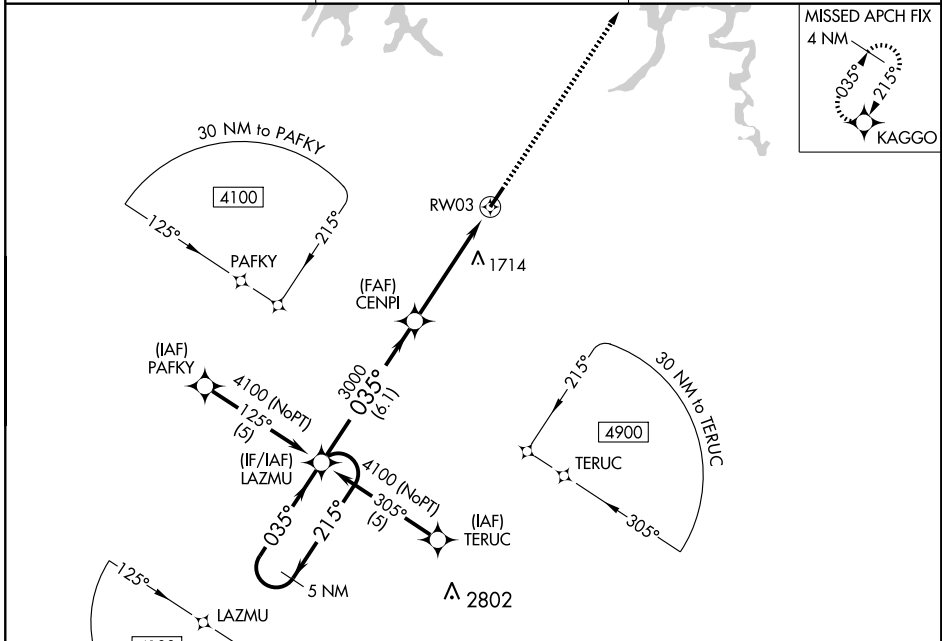 MISSED APCH FIX
4 NM
035°
215°
KAGGO
30 NM to PAFKY
4100
125°
215°
PAFKY
RW03
1714
(FAF)
CENPI
(IAF)
PAFKY
4100 (NoPT)
125°
(5)
3000
035°
(6.1)
(IF/IAF)
LAZMU
4100 (NoPT)
305°
(5)
(IAF)
TERUC
215°
30 NM to TERUC
4900
TERUC
305°
035°
215°
5 NM
2802
125°
LAZMU